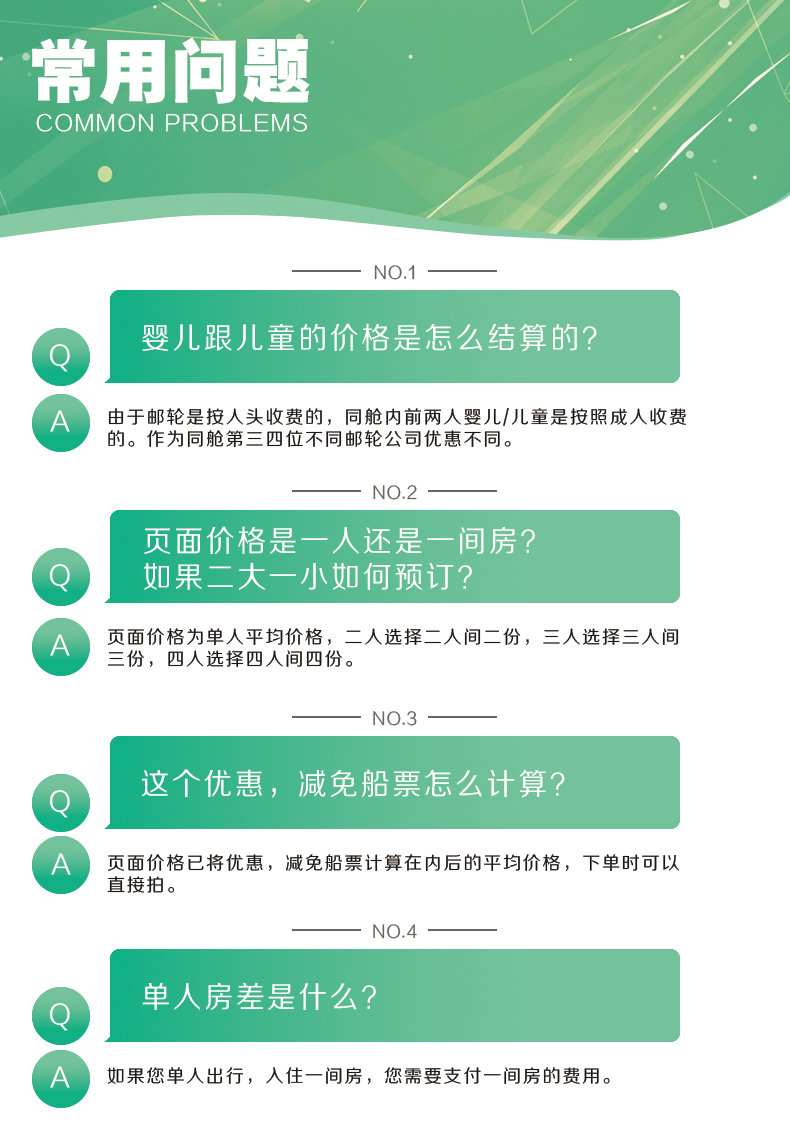 常用问题
COMMON PROBLEMS
NO.1
Q
婴儿跟儿童的价格是怎么结算的？
A
由于邮轮是按人头收费的，同舱内前两人婴儿/儿童是按照成人收费
的。作为同舱第三四位不同邮轮公司优惠不同。
NO.2
Q
页面价格是一人还是一间房？
如果二大一小如何预订？
A
页面价格为单人平均价格，二人选择二人间二份，三人选择三人间
三份，四人选择四人间四份。
NO.3
Q
这个优惠，减免船票怎么计算？
A
页面价格已将优惠，减免船票计算在内后的平均价格，下单时可以
直接拍。
NO.4
Q
单人房差是什么？
A
如果您单人出行，入住一间房，您需要支付一间房的费用。